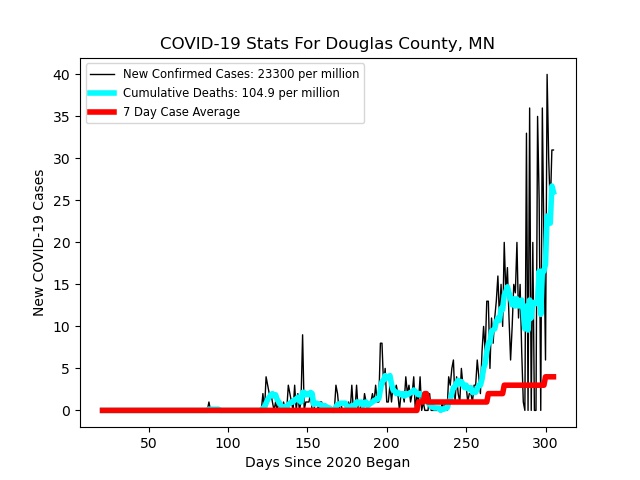 COVID-19 Stats For Douglas County, MN
New Confirmed Cases: 23300 per million
Cumulative Deaths: 104.9 per million
7 Day Case Average
New COVID-19 Cases
40
35
30
25
20
15
10
5
0
50 100 150 200 250 300
Days Since 2020 Began